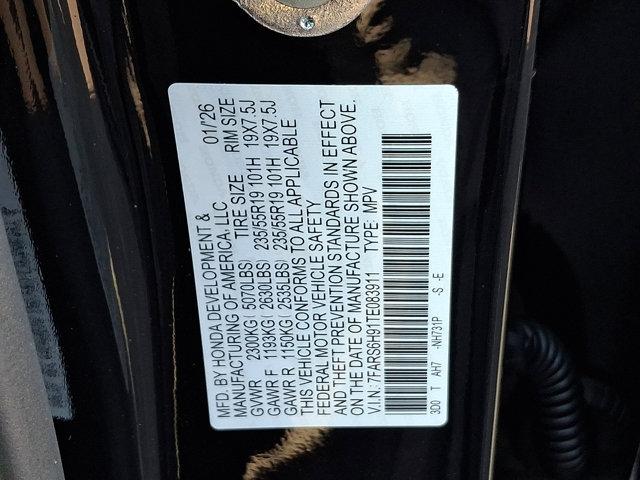 MFD. BY HONDA DEVELOPMENT &
MANUFACTURING OF AMERICA, LLC 01/26
TIRE SIZE RIM SIZE
GVWR 2300KG( 5070LBS)
GAWR F 1193KG( 2630LBS) 235/55R19 101H 19X7.5J
GAWR R 1150KG( 2535LBS) 235/55R19 101H 19X7.5J
THIS VEHICLE CONFORMS TO ALL APPLICABLE
FEDERAL MOTOR VEHICLE SAFETY
AND THEFT PREVENTION STANDARDS IN EFFECT
ON THE DATE OF MANUFACTURE SHOWN ABOVE.
V.I.N.: 7FARS6H91TE083911 TYPE: MPV
3D0 T AH7 -NH731P -S -E